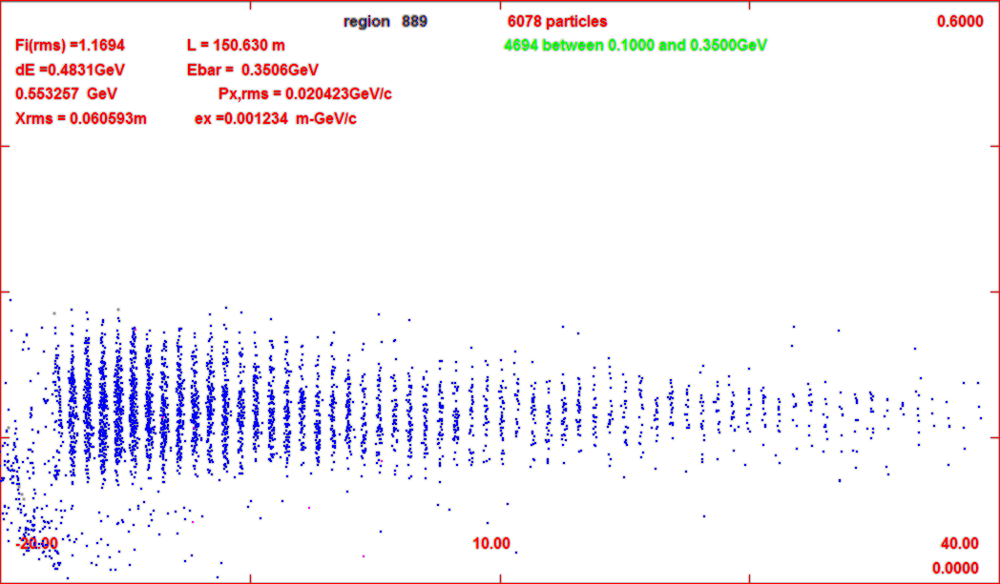 region 889 6078 particles 0.6000
Fi(rms) =1.1694 L = 150.630 m 4694 between 0.1000 and 0.3500GeV
dE =0.4831GeV Ebar = 0.3506GeV
0.553257 GeV Px,rms = 0.020423GeV/c
Xrms = 0.060593m ex =0.001234 m-GeV/c
-20.00 10.00 40.00
0.0000